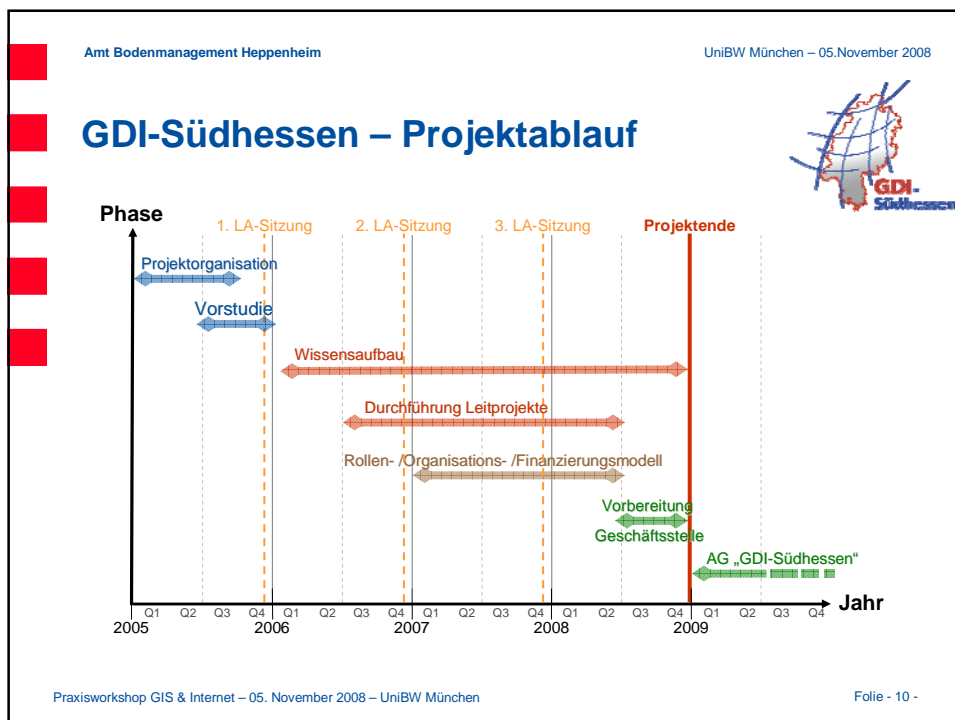 Amt Bodenmanagement Heppenheim
UniBW München – 05.November 2008
GDI-Südhessen – Projektablauf
GDI-
Südhessen
Phase
1. LA-Sitzung
2. LA-Sitzung
3. LA-Sitzung
Projektende
Projektorganisation
Vorstudie
Wissensaufbau
Durchführung Leitprojekte
Rollen- /Organisations- /Finanzierungsmodell
Vorbereitung
Geschäftsstelle
AG „GDI-Südhessen“
Jahr
Q1 Q2 Q3 Q4 Q1 Q2 Q3 Q4 Q1 Q2 Q3 Q4 Q1 Q2 Q3 Q4 Q1 Q2 Q3 Q4
2005 2006 2007 2008 2009
Praxisworkshop GIS & Internet – 05. November 2008 – UniBW München
Folie - 10 -